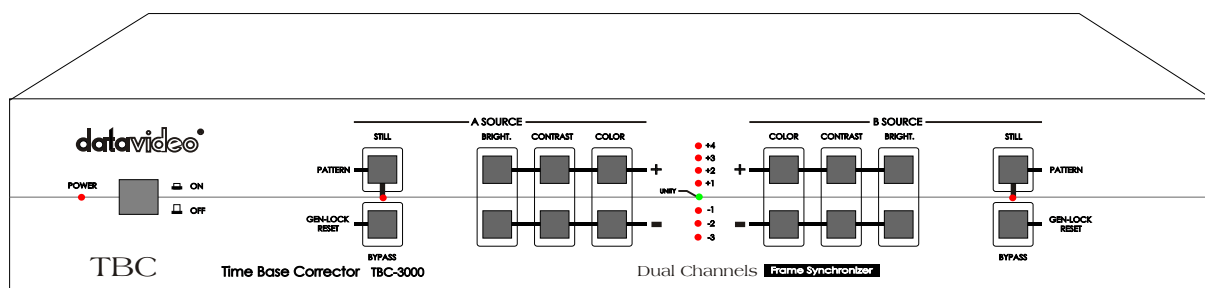 A SOURCE
B SOURCE
STILL
BRIGHT.
CONTRAST
COLOR
COLOR
CONTRAST
BRIGHT.
STILL
datavideo
+4
+3
PATTERN
+
+2
+
PATTERN
POWER
ON
+1
UNITY
OFF
-1
GEN-LOCK
RESET
-
-2
-
GEN-LOCK
RESET
-3
BYPASS
BYPASS
TBC
Time Base Corrector TBC-3000
Dual Channels Frame Synchronizer